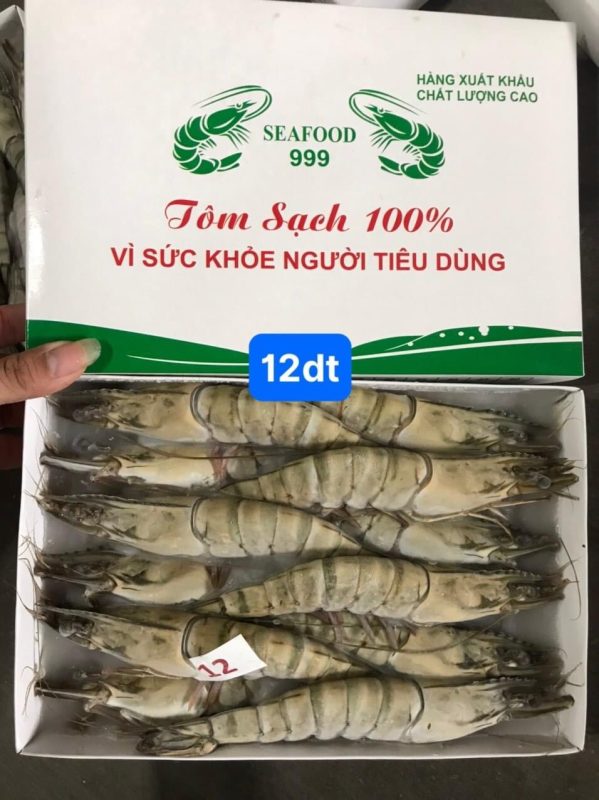 HÀNG XUẤT KHẨU
CHẤT LƯỢNG CAO
SEAFOOD
999
Tôm Sạch 100%
VÌ SỨC KHỎE NGƯỜI TIÊU DÙNG
12dt
12